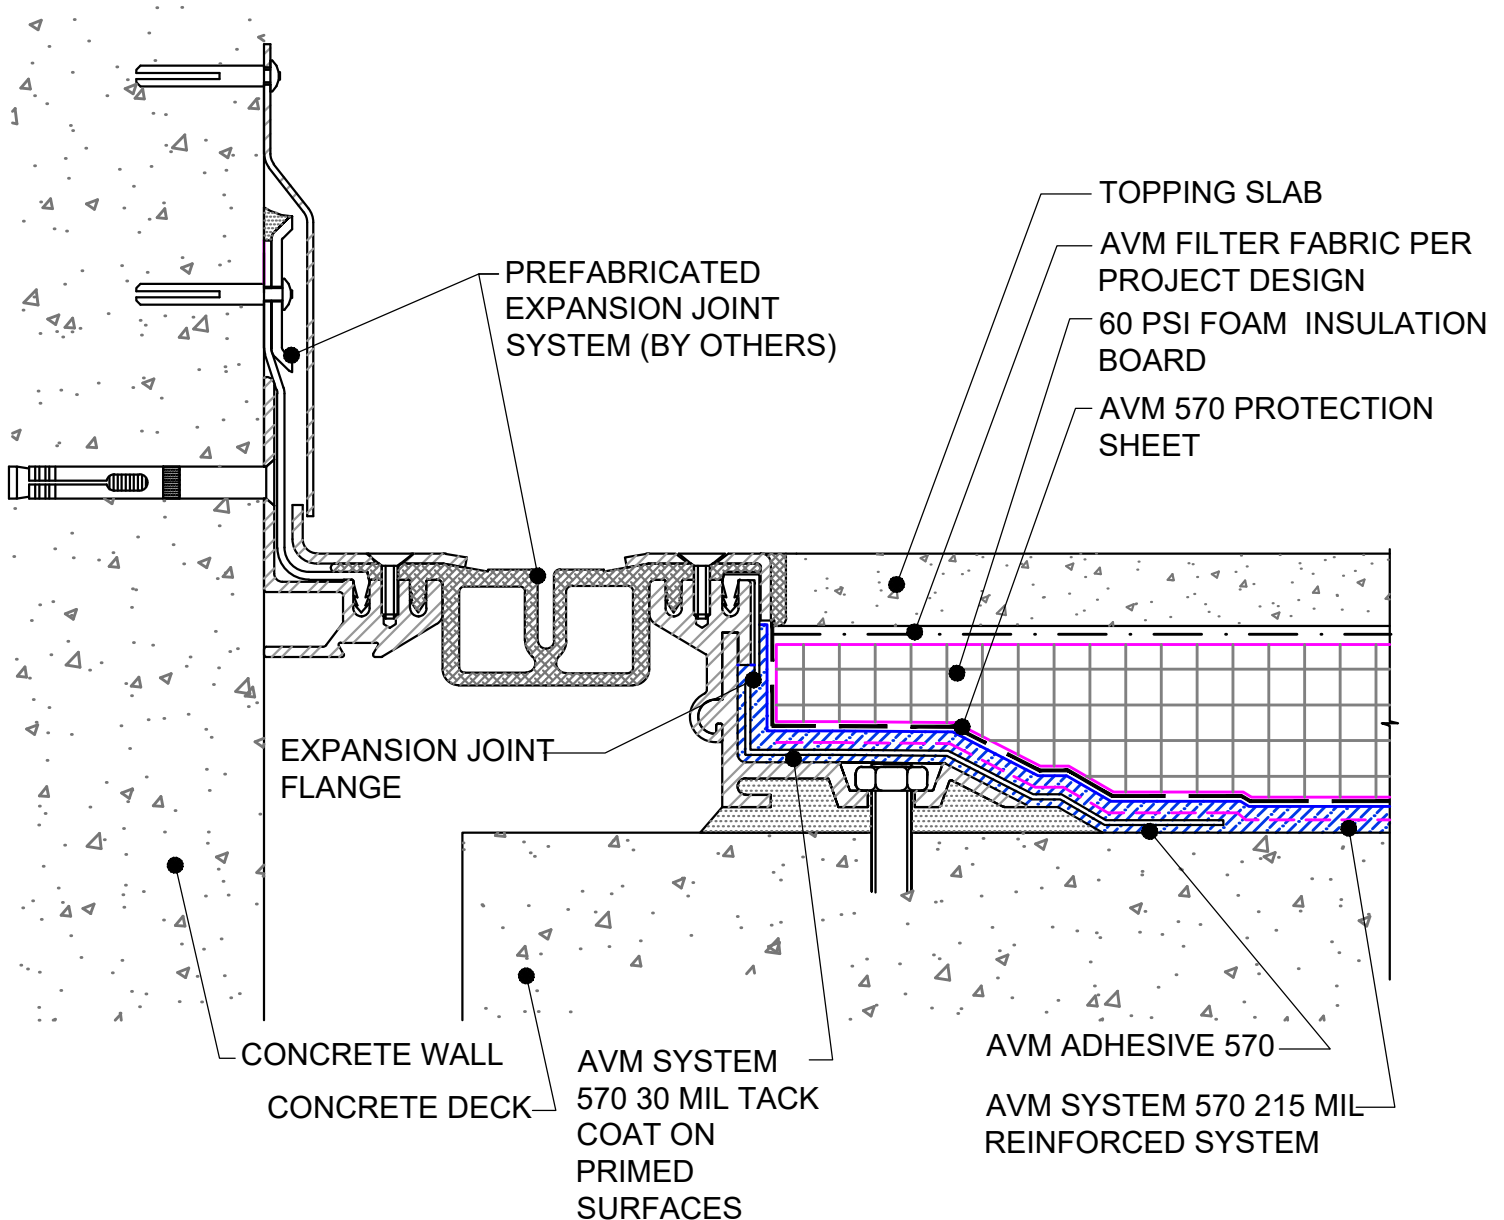 TOPPING SLAB
AVM FILTER FABRIC PER
PROJECT DESIGN
60 PSI FOAM INSULATION
BOARD
AVM 570 PROTECTION
SHEET
PREFABRICATED
EXPANSION JOINT
SYSTEM (BY OTHERS)
EXPANSION JOINT
FLANGE
CONCRETE WALL
CONCRETE DECK
AVM SYSTEM
570 30 MIL TACK
COAT ON
PRIMED
SURFACES
AVM ADHESIVE 570
AVM SYSTEM 570 215 MIL
REINFORCED SYSTEM